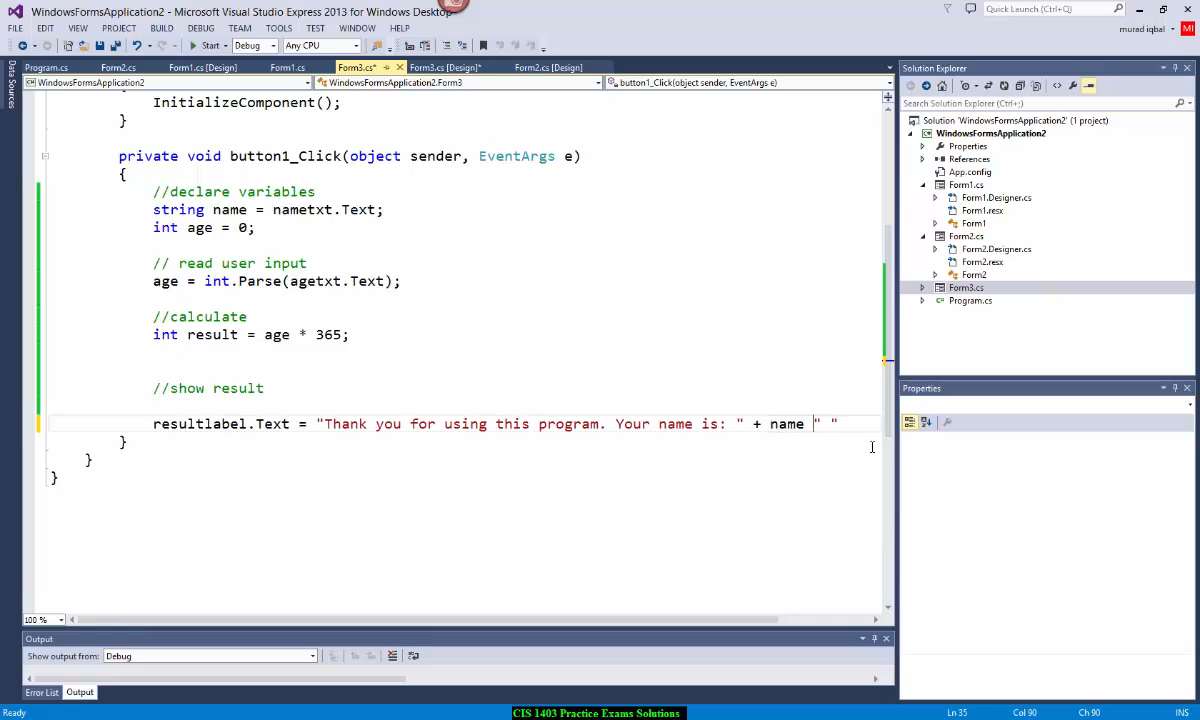 WindowsFormsApplication2 - Microsoft Visual Studio Express 2013 for Windows Desktop
Quick Launch (Ctrl+Q)
FILE EDIT VIEW PROJECT BUILD DEBUG TEAM TOOLS TEST WINDOW HELP
murad iqbal MI
Start Debug Any CPU
Data Sources
Program.cs Form2.cs Form1.cs [Design] Form1.cs Form3.cs* Form3.cs [Design]* Form2.cs [Design]
WindowsFormsApplication2 WindowsFormsApplication2.Form3 button1_Click(object sender, EventArgs e)
InitializeComponent();
}
private void button1_Click(object sender, EventArgs e)
{
//declare variables
string name = nametxt.Text;
int age = 0;
// read user input
age = int.Parse(agetxt.Text);
//calculate
int result = age * 365;
//show result
resultlabel.Text = "Thank you for using this program. Your name is: " + name " "
}
}
}
100 %
Output
Show output from: Debug
Error List Output
Solution Explorer
Search Solution Explorer (Ctrl+;)
Solution 'WindowsFormsApplication2' (1 project)
WindowsFormsApplication2
Properties
References
App.config
Form1.cs
Form1.Designer.cs
Form1.resx
Form1
Form2.cs
Form2.Designer.cs
Form2.resx
Form2
Form3.cs
Program.cs
Properties
Ready
CIS 1403 Practice Exams Solutions
Ln 35 Col 90 Ch 90 INS